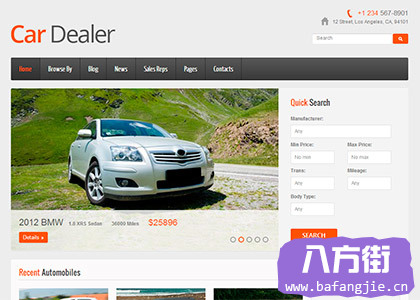 +1 234 567-8901
12 Street, Los Angeles, CA, 94101
Car Dealer
Search
Search
Home Browse By Blog News Sales Reps Pages Contacts
Quick Search
Manufacturer:
Any
Min Price: Max Price:
No min No max
Trans: Mileage:
Any Any
Body Type:
Any
SEARCH
2012 BMW 1.8 XRS Sedan 36000 Miles $25896
Details »
Recent Automobiles
八方街
www.bafangjie.cn